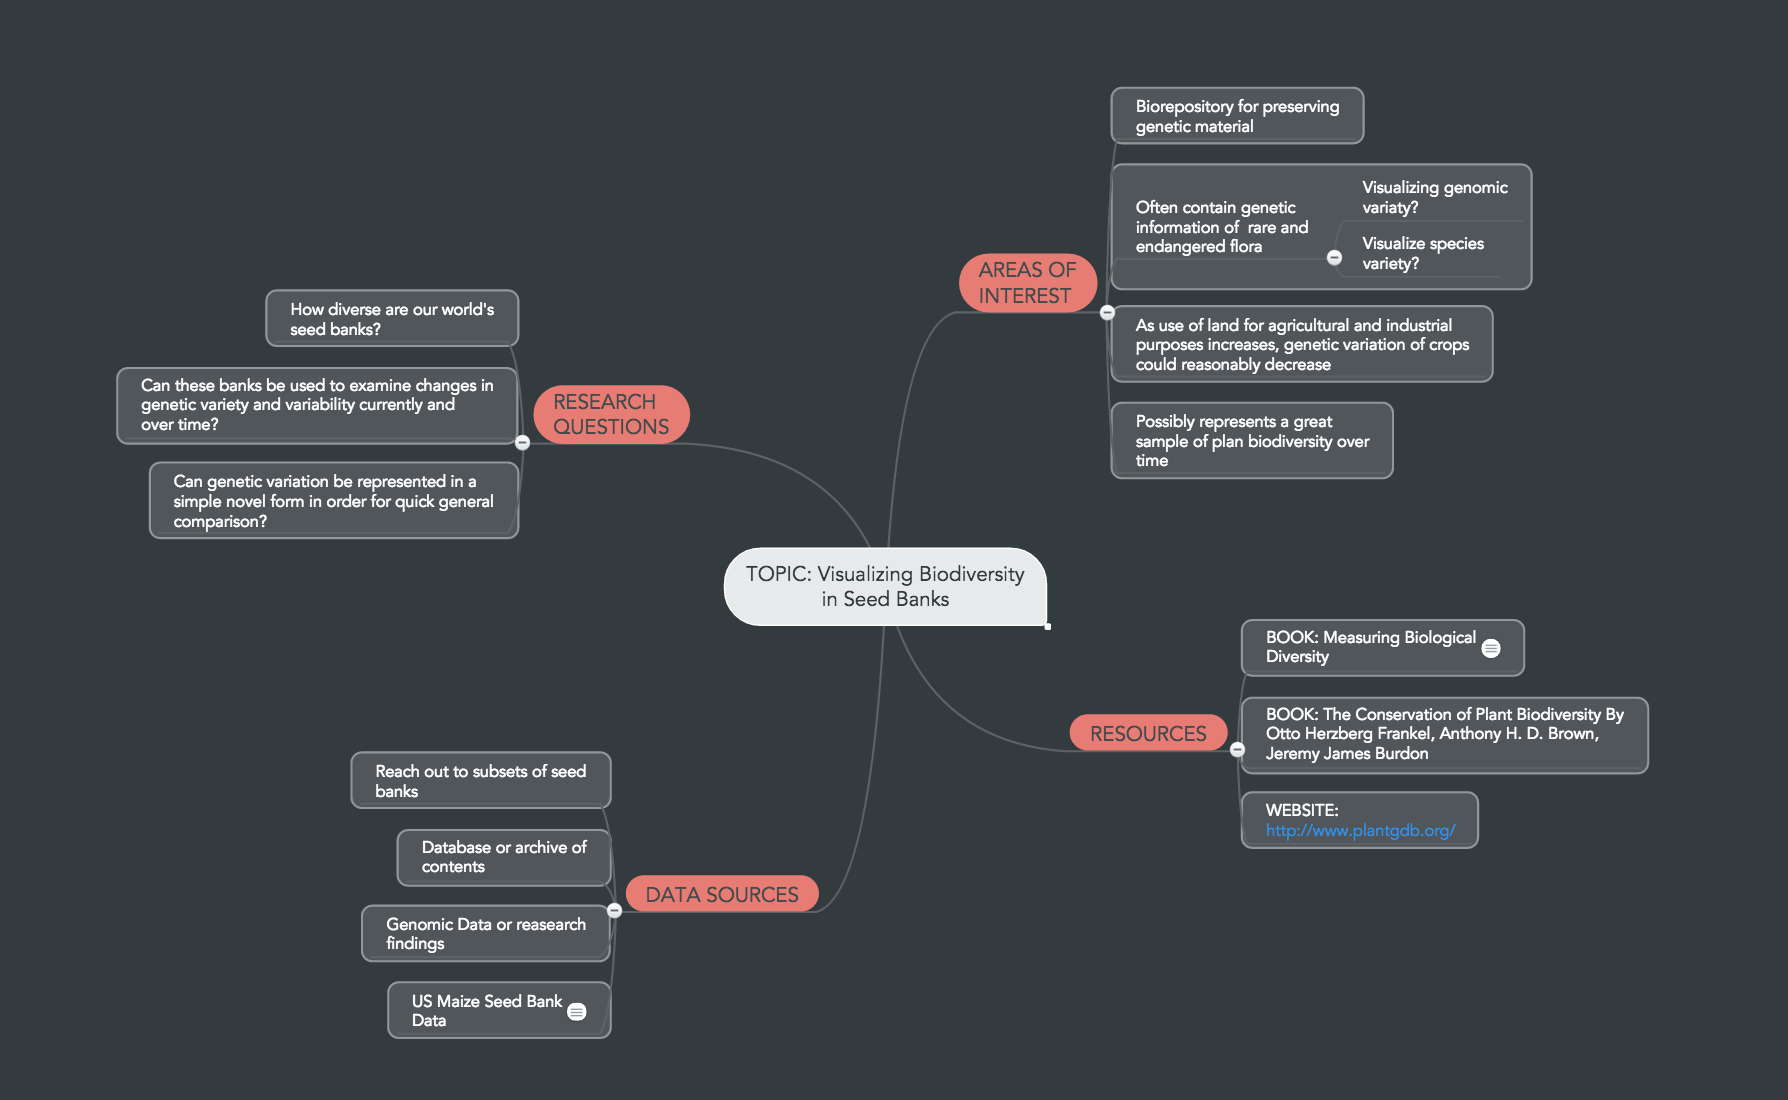 Biorepository for preserving
genetic material
Often contain genetic
information of  rare and
endangered flora
Visualizing genomic
variaty?
Visualize species
variety?
AREAS OF
INTEREST
As use of land for agricultural and industrial
purposes increases, genetic variation of crops
could reasonably decrease
Possibly represents a great
sample of plan biodiversity over
time
How diverse are our world's
seed banks?
Can these banks be used to examine changes in
genetic variety and variability currently and
over time?
RESEARCH
QUESTIONS
Can genetic variation be represented in a
simple novel form in order for quick general
comparison?
TOPIC: Visualizing Biodiversity
in Seed Banks
BOOK: Measuring Biological
Diversity
RESOURCES
BOOK: The Conservation of Plant Biodiversity By
Otto Herzberg Frankel, Anthony H. D. Brown,
Jeremy James Burdon
WEBSITE:
http://www.plantgdb.org/
Reach out to subsets of seed
banks
Database or archive of
contents
DATA SOURCES
Genomic Data or reasearch
findings
US Maize Seed Bank
Data